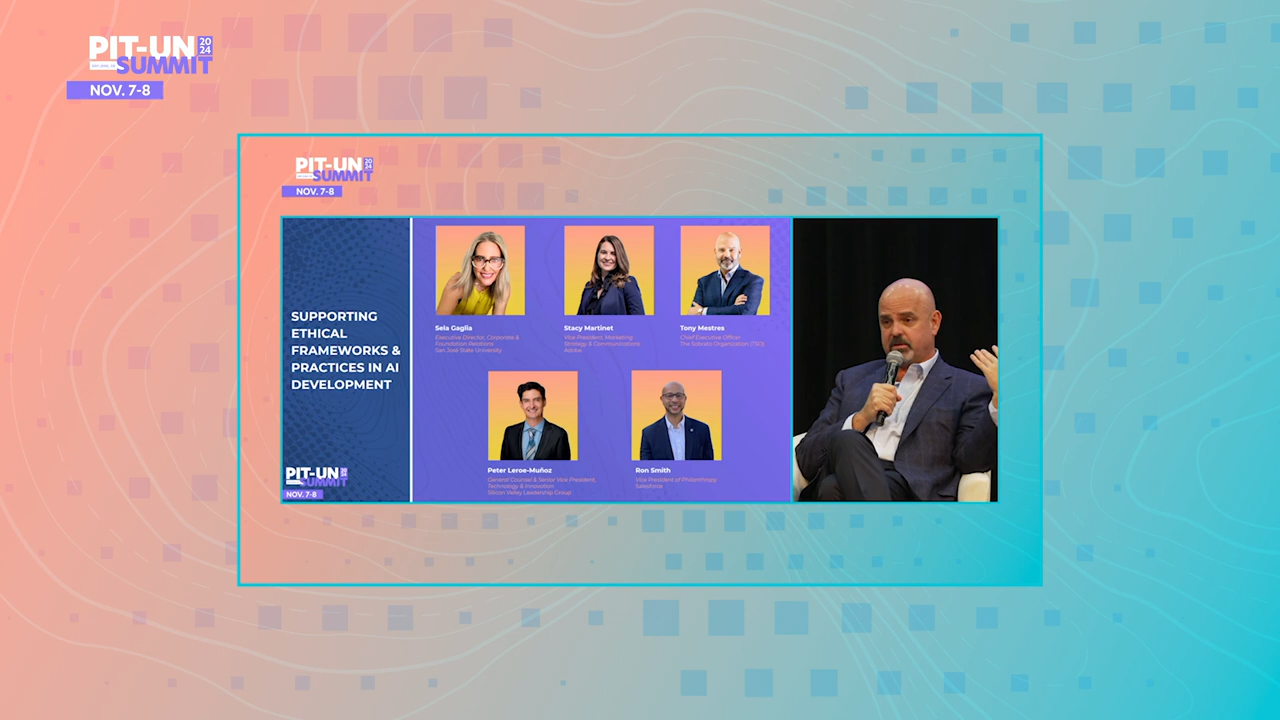 PIT-UN 2024
SUMMIT
NOV. 7-8
PIT-UN 2024
SUMMIT
NOV. 7-8
SUPPORTING
ETHICAL
FRAMEWORKS &
PRACTICES IN AI
DEVELOPMENT
PIT-UN
SUMMIT
NOV. 7-8
Sela Gaglia
Executive Director, Corporate &
Foundation Relations
San José State University
Stacy Martinet
Vice President, Marketing
Strategy & Communications
Adobe
Tony Mestres
Chief Executive Officer
The Sobrato Organization (TSO)
Peter Leroe-Muñoz
General Counsel & Senior Vice President,
Technology & Innovation
Silicon Valley Leadership Group
Ron Smith
Vice President of Philanthropy
Salesforce